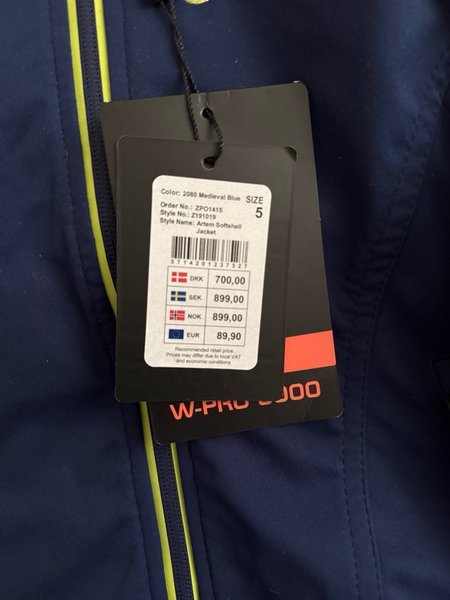 Color: 2080 Medieval Blue
SIZE
5
Order No.: ZPO1415
Style No.: Z191019
Style Name: Artem Softshell
Jacket
5714201237527
DKK 700,00
SEK 899,00
NOK 899,00
EUR 89,90
Recommended retail price.
Prices may differ due to local VAT
and economic conditions
W-PRO